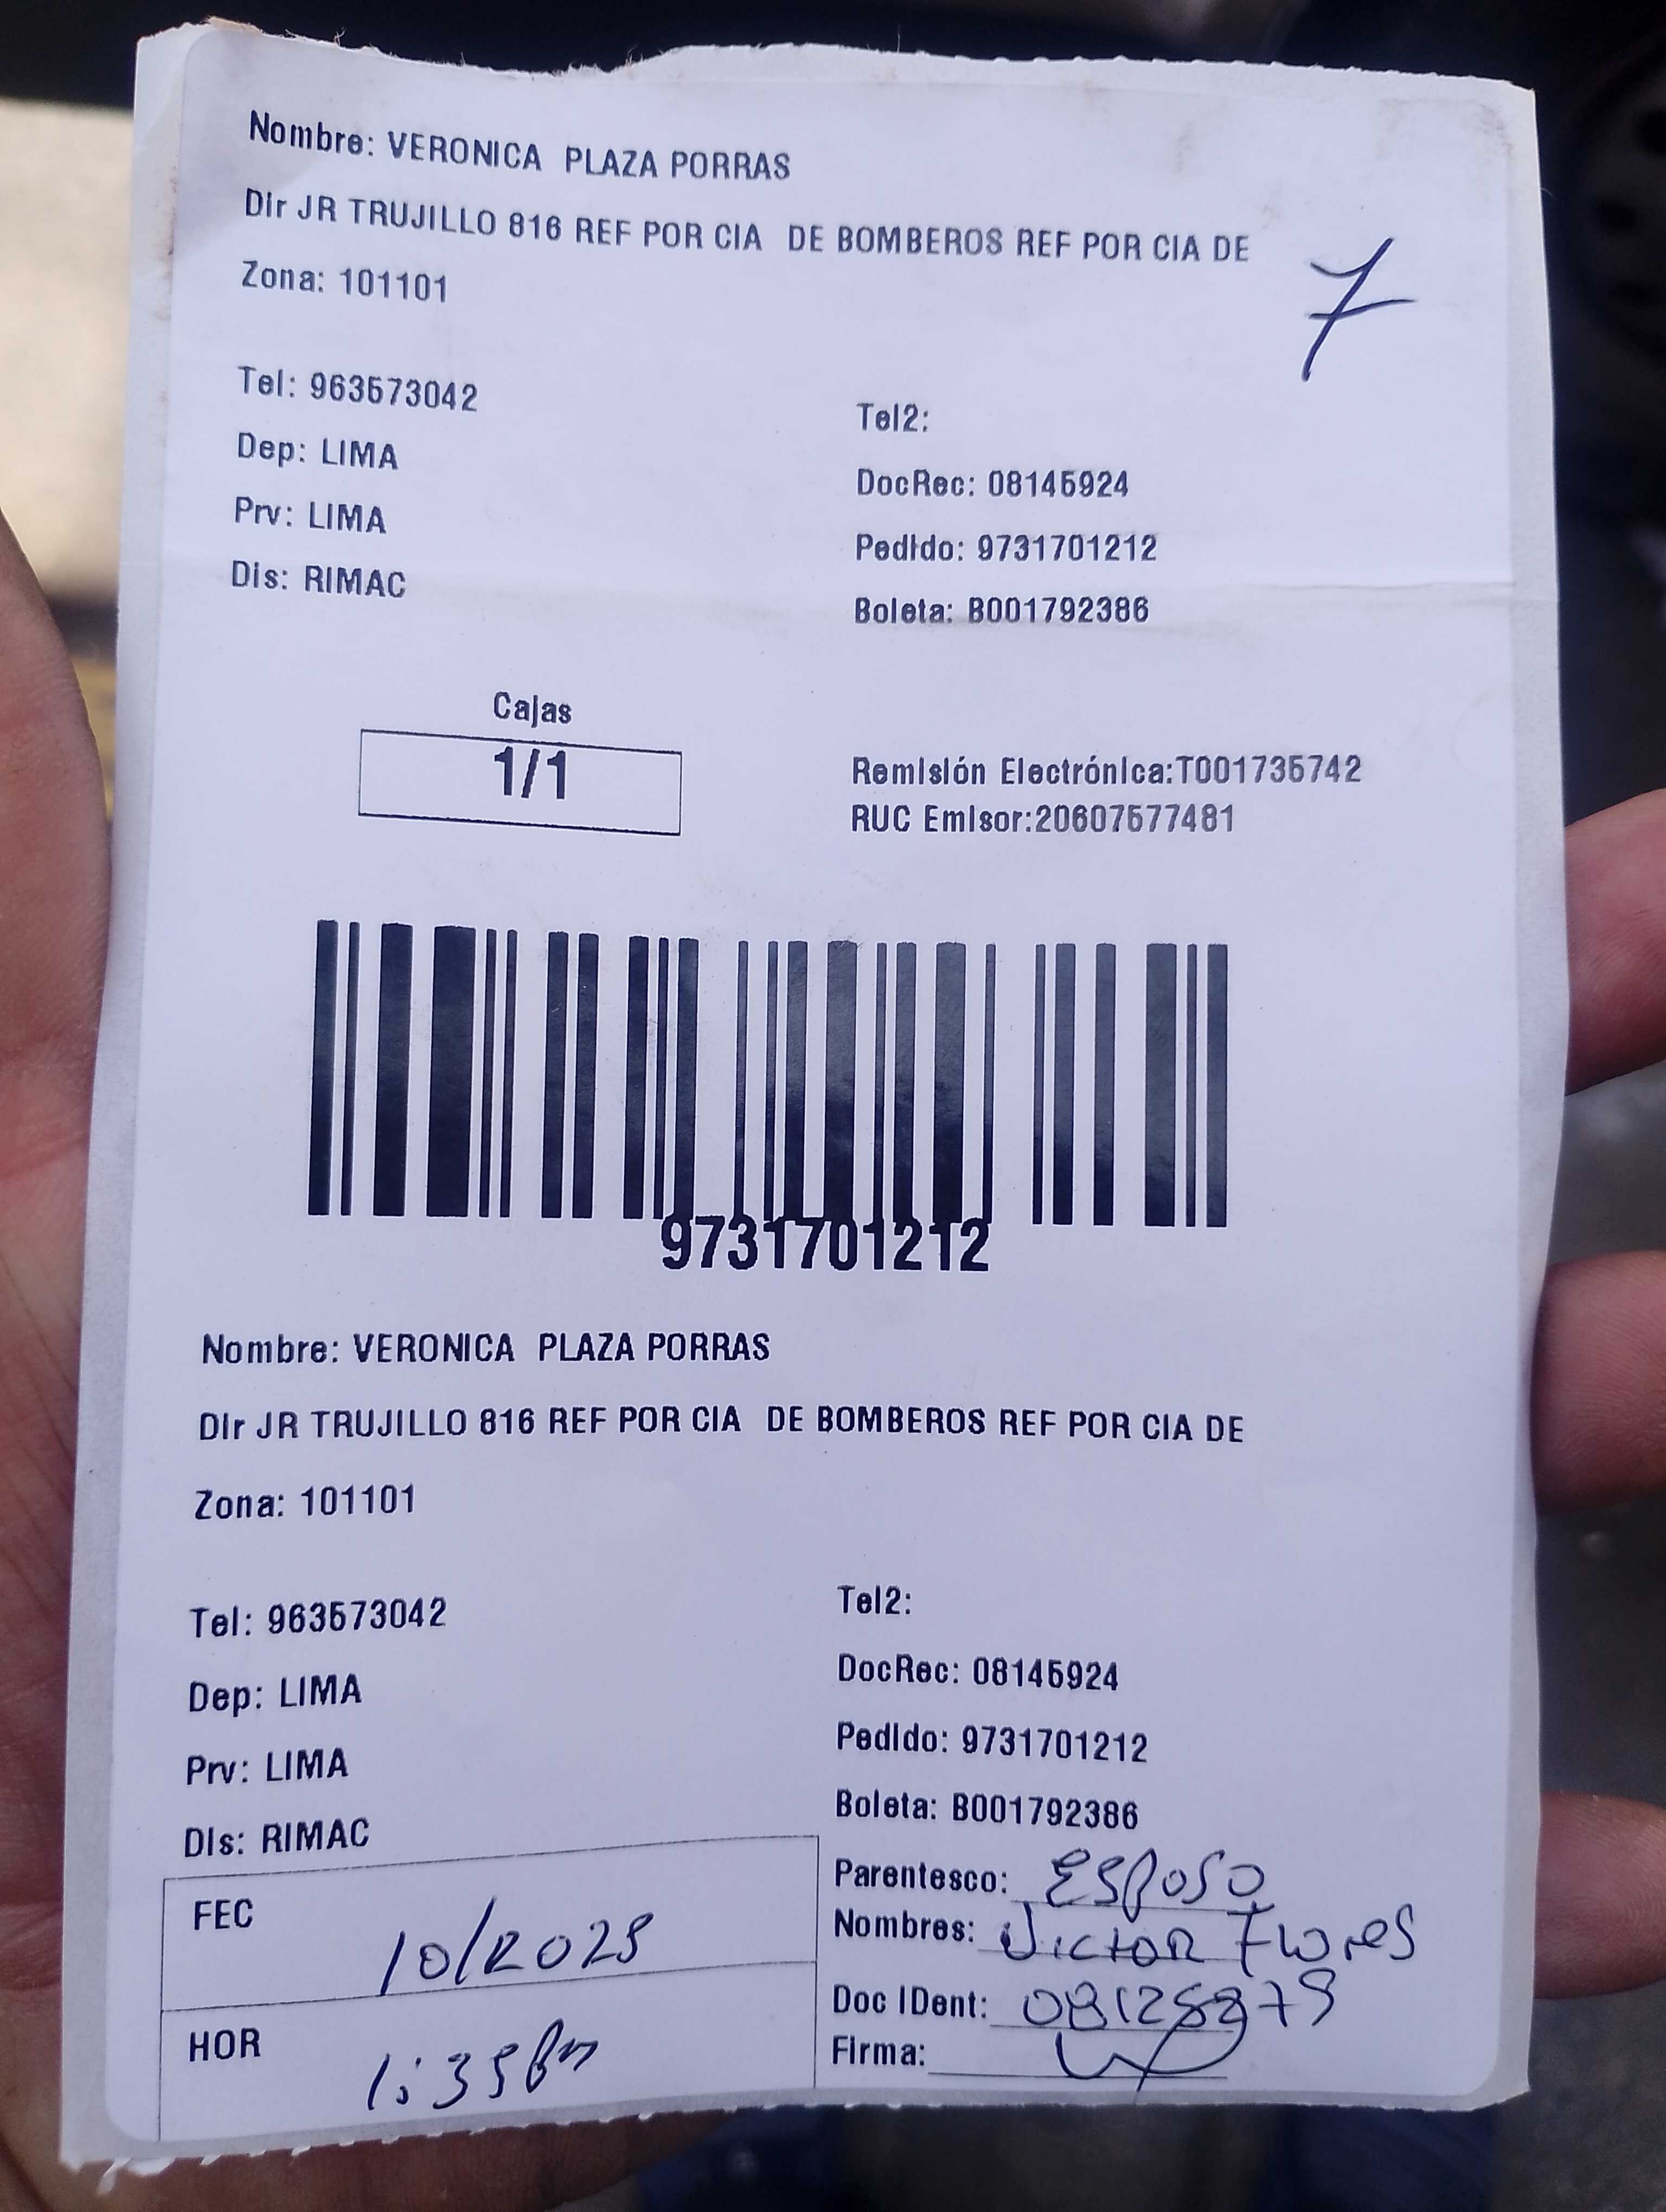 Nombre: VERONICA PLAZA PORRAS
Dir JR TRUJILLO 816 REF POR CIA DE BOMBEROS REF POR CIA DE
Zona: 101101
7
Tel: 963573042
Tel2:
Dep: LIMA
DocRec: 08145924
Prv: LIMA
Pedido: 9731701212
Dis: RIMAC
Boleta: B001792386
Cajas
1/1
Remisión Electrónica:T001735742
RUC Emisor:20607577481
9731701212
Nombre: VERONICA PLAZA PORRAS
Dir JR TRUJILLO 816 REF POR CIA DE BOMBEROS REF POR CIA DE
Zona: 101101
Tel: 963573042
Tel2:
Dep: LIMA
DocRec: 08145924
Prv: LIMA
Pedido: 9731701212
Dis: RIMAC
Boleta: B001792386
FEC
Parentesco: Esposo
Nombres: Victor Flores
Doc IDent:
HOR
Firma: